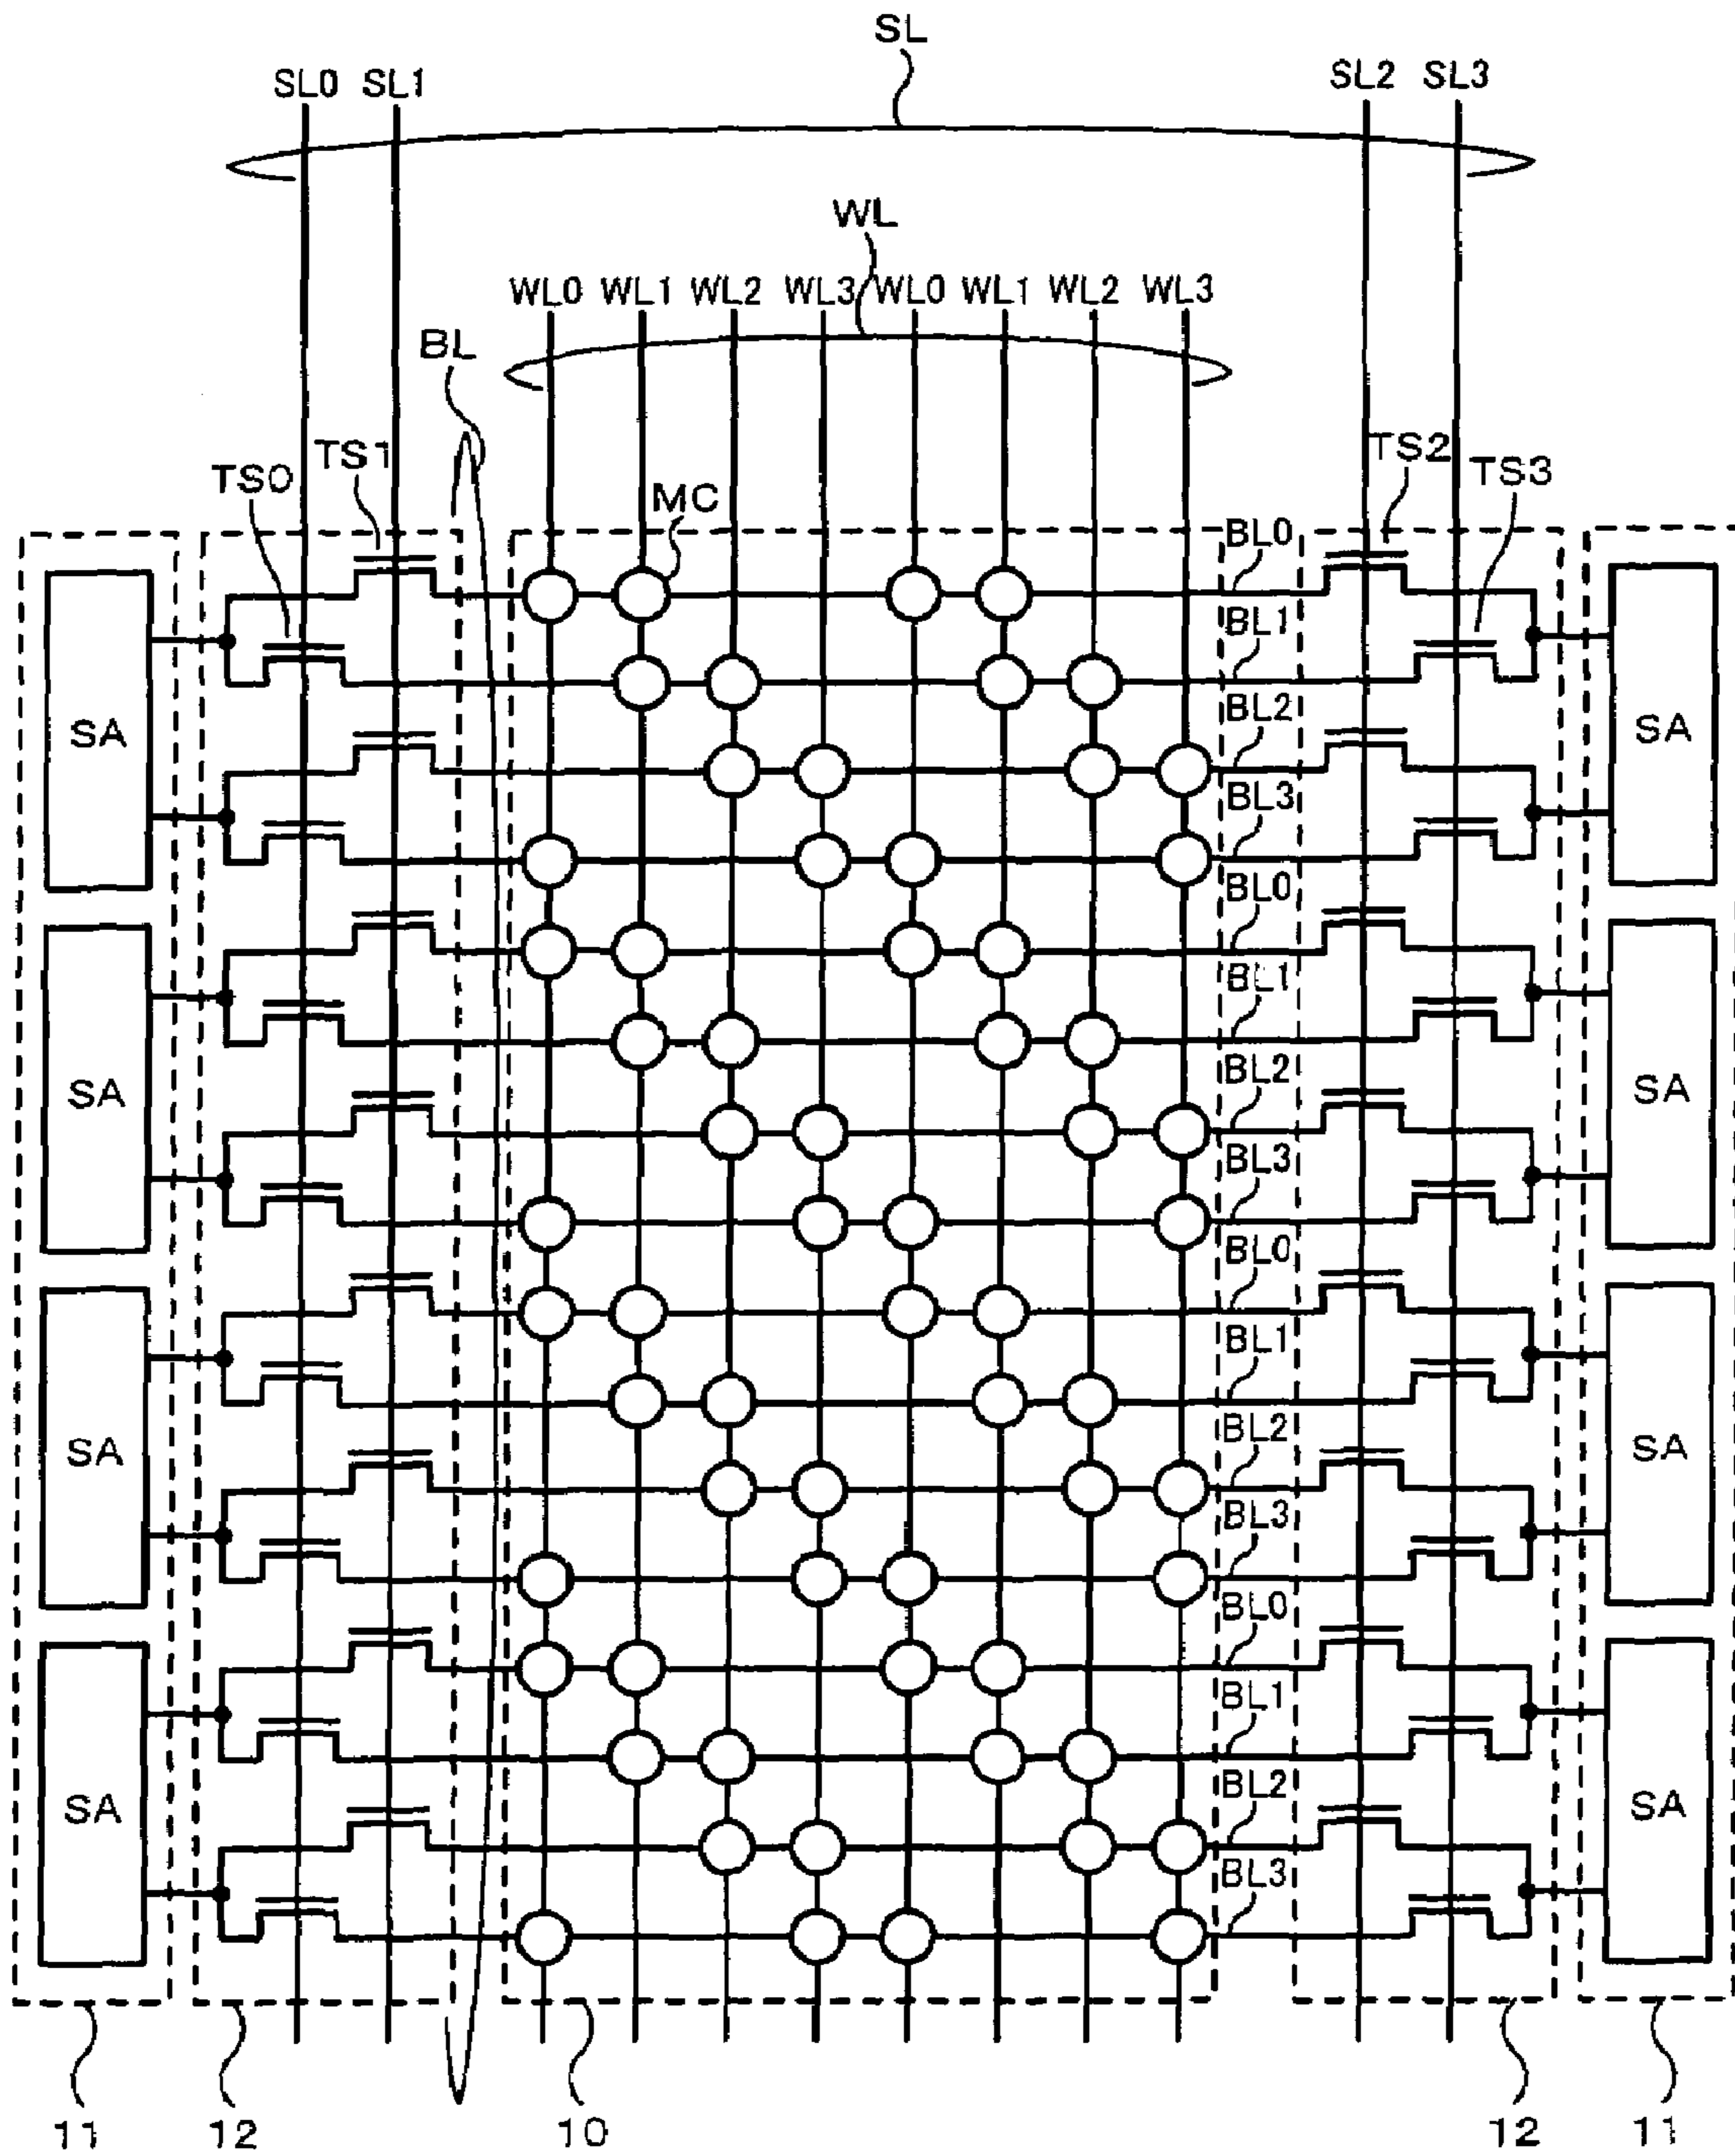 SL
SL0 SL1 SL2 SL3
WL
WL0 WL1 WL2 WL3 WL0 WL1 WL2 WL3
BL
TS0 TS1 TS2 TS3
MC
BL0
BL1
SA SA
BL2
BL3
BL0
BL1
SA SA
BL2
BL3
BL0
BL1
SA SA
BL2
BL3
BL0
BL1
SA SA
BL2
BL3
11 12 10 12 11